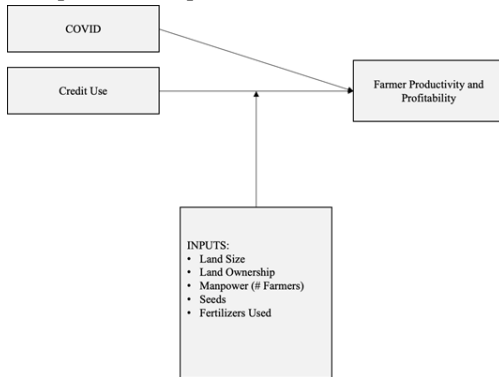 COVID
Credit Use
Farmer Productivity and
Profitability
INPUTS:
• Land Size
• Land Ownership
• Manpower (# Farmers)
• Seeds
• Fertilizers Used